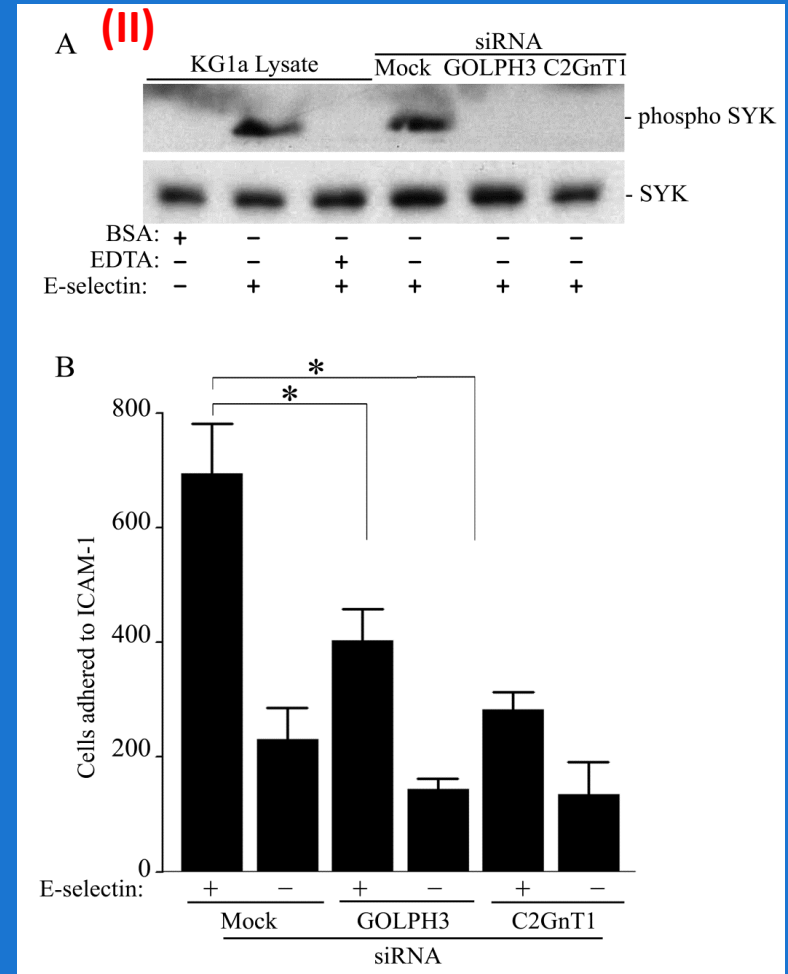 (II)
A
siRNA
KG1a Lysate Mock GOLPH3 C2GnT1
- phospho SYK
- SYK
BSA: + - - - - -
EDTA: - - + - - -
E-selectin: - + + + + +
B
*
*
800
600
400
200
0
Cells adhered to ICAM-1
E-selectin: + − + − + −
Mock GOLPH3 C2GnT1
siRNA